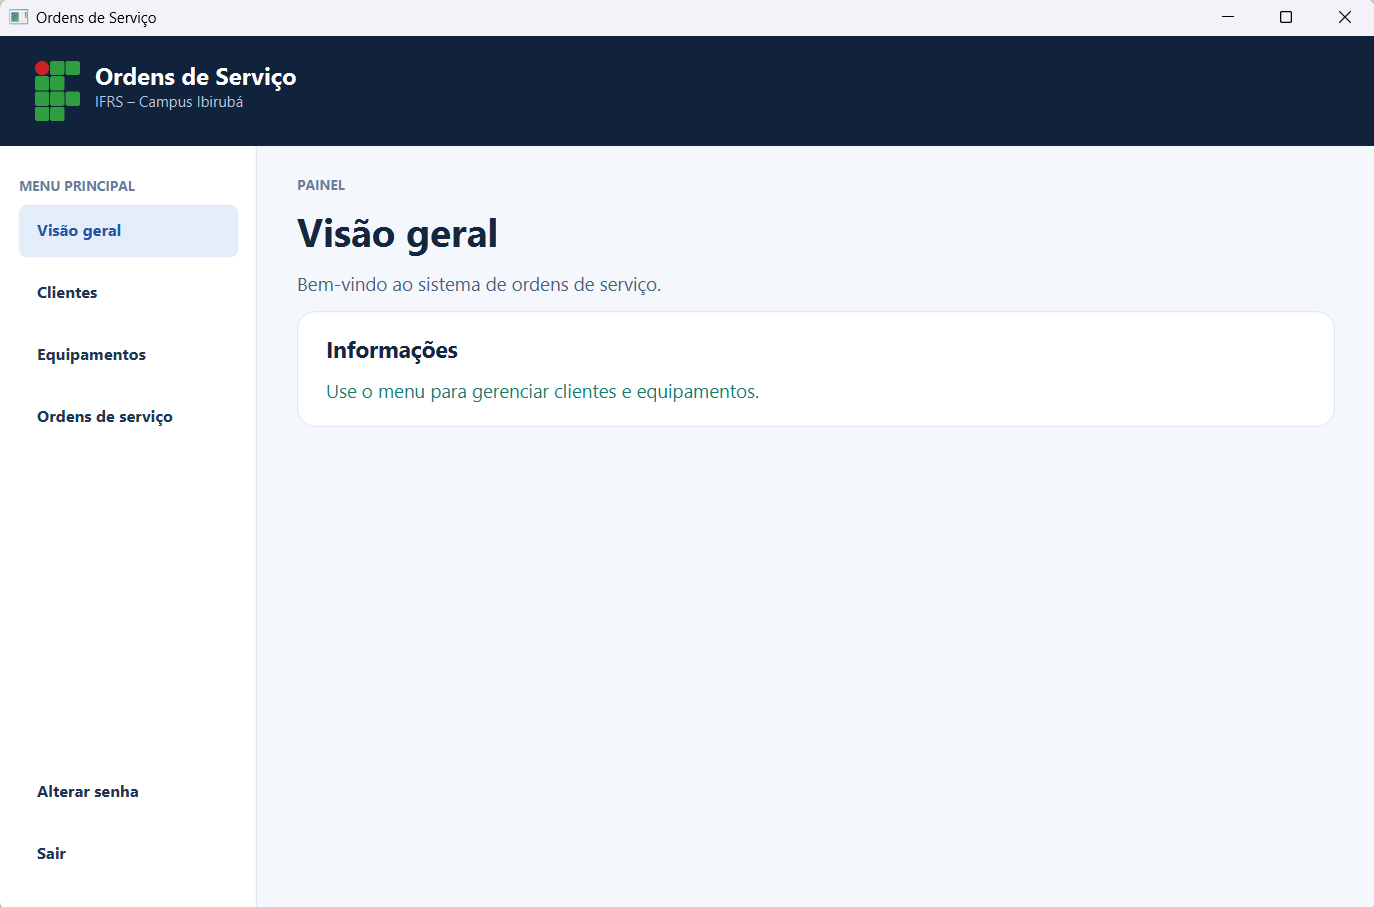 Ordens de Serviço
Ordens de Serviço
IFRS – Campus Ibirubá
MENU PRINCIPAL
Visão geral
Clientes
Equipamentos
Ordens de serviço
Alterar senha
Sair
PAINEL
Visão geral
Bem-vindo ao sistema de ordens de serviço.
Informações
Use o menu para gerenciar clientes e equipamentos.